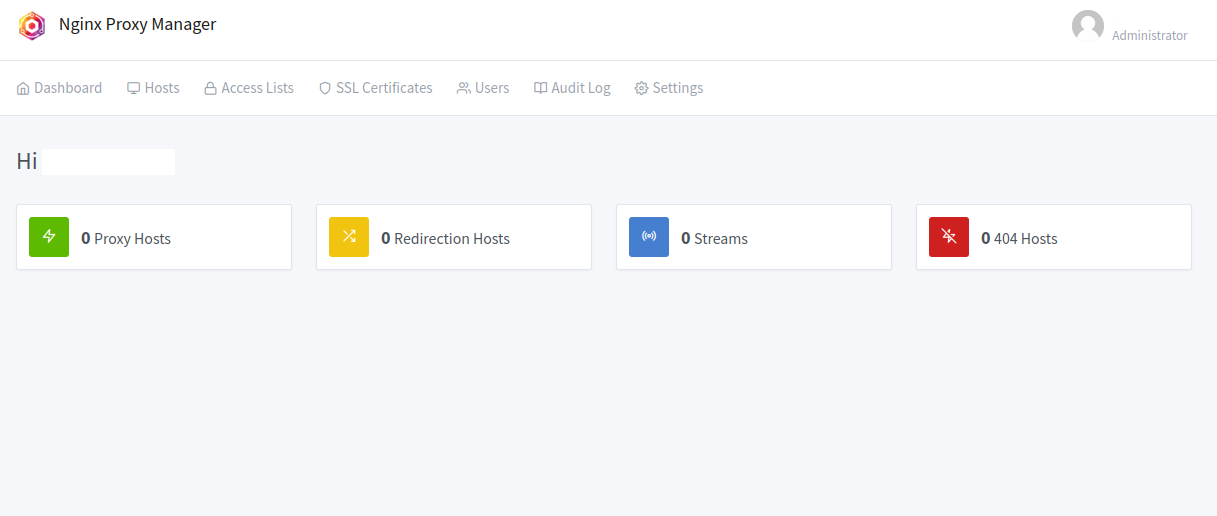 Nginx Proxy Manager
Administrator
Dashboard Hosts Access Lists SSL Certificates Users Audit Log Settings
Hi
0 Proxy Hosts 0 Redirection Hosts 0 Streams 0 404 Hosts